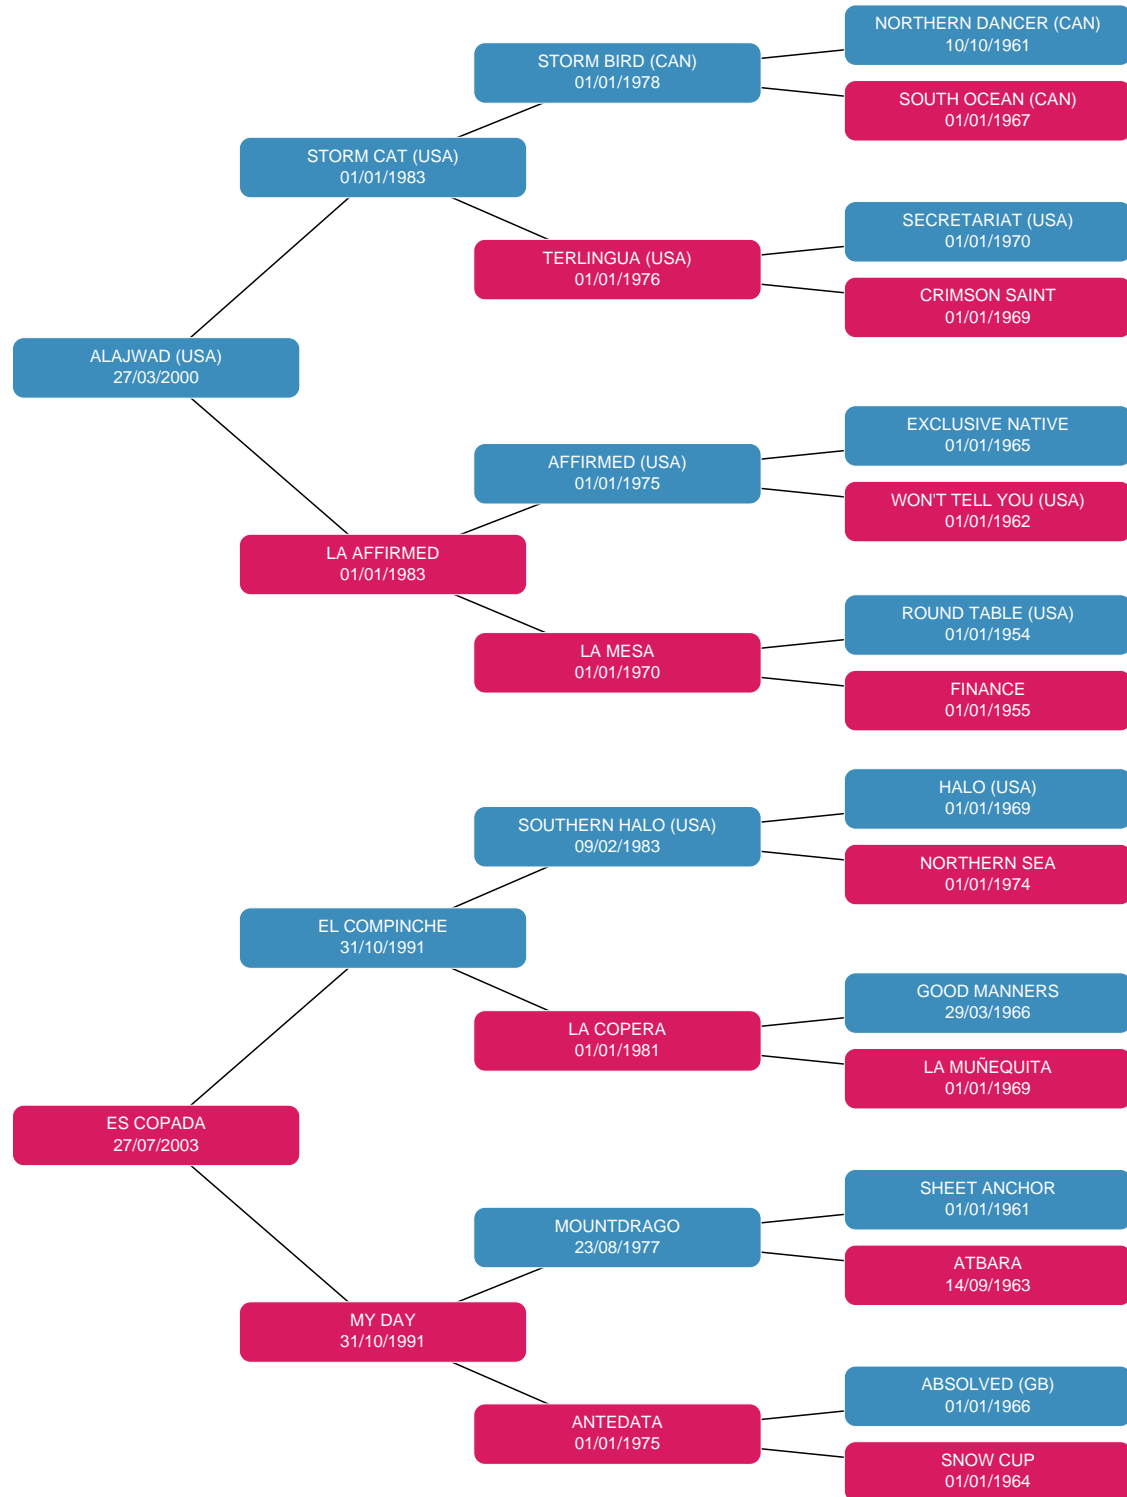 NORTHERN DANCER (CAN)
10/10/1961
STORM BIRD (CAN)
01/01/1978
SOUTH OCEAN (CAN)
01/01/1967
STORM CAT (USA)
01/01/1983
SECRETARIAT (USA)
01/01/1970
TERLINGUA (USA)
01/01/1976
CRIMSON SAINT
01/01/1969
ALAJWAD (USA)
27/03/2000
EXCLUSIVE NATIVE
01/01/1965
AFFIRMED (USA)
01/01/1975
WON'T TELL YOU (USA)
01/01/1962
LA AFFIRMED
01/01/1983
ROUND TABLE (USA)
01/01/1954
LA MESA
01/01/1970
FINANCE
01/01/1955
HALO (USA)
01/01/1969
SOUTHERN HALO (USA)
09/02/1983
NORTHERN SEA
01/01/1974
EL COMPINCHE
31/10/1991
GOOD MANNERS
29/03/1966
LA COPERA
01/01/1981
LA MUÑEQUITA
01/01/1969
ES COPADA
27/07/2003
SHEET ANCHOR
01/01/1961
MOUNTDRAGO
23/08/1977
ATBARA
14/09/1963
MY DAY
31/10/1991
ABSOLVED (GB)
01/01/1966
ANTEDATA
01/01/1975
SNOW CUP
01/01/1964